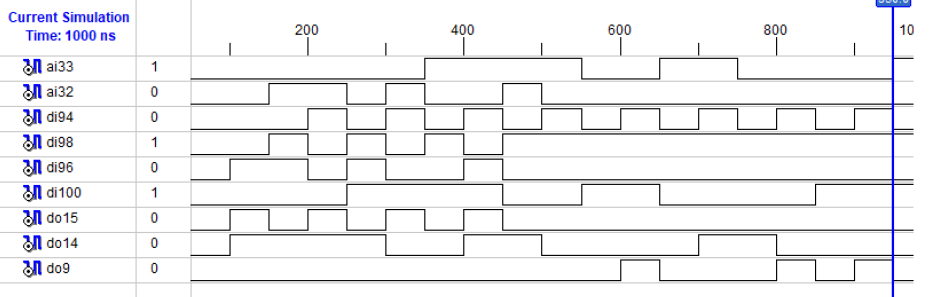 Current Simulation
Time: 1000 ns
200 400 600 800 10
ai33 1
ai32 0
di94 0
di98 1
di96 0
di100 1
do15 0
do14 0
do9 0